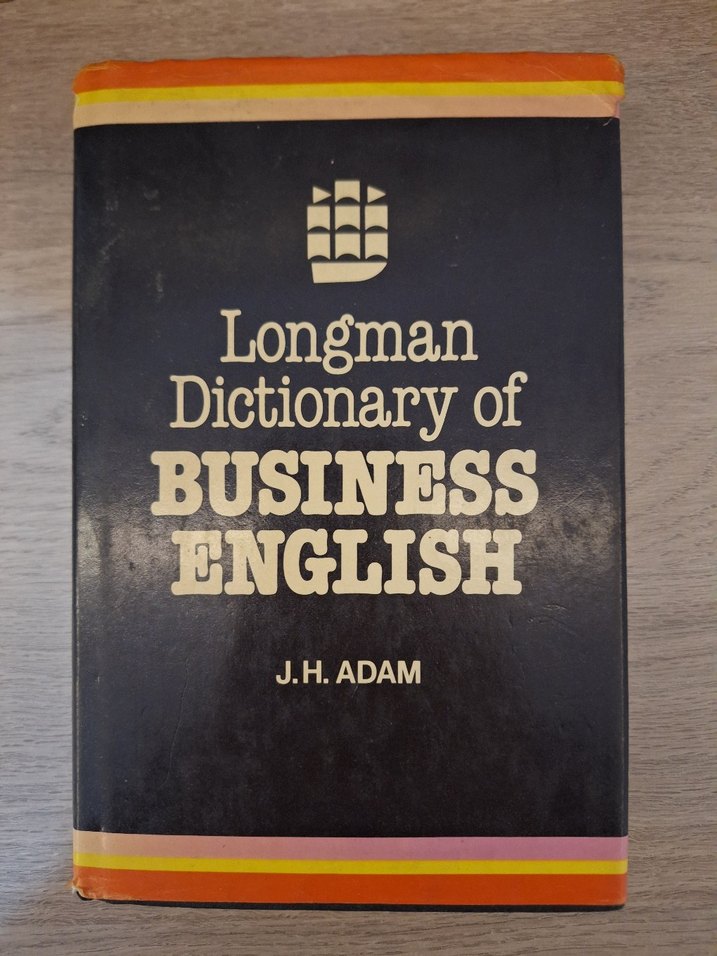 Longman
Dictionary of
BUSINESS
ENGLISH
J.H. ADAM